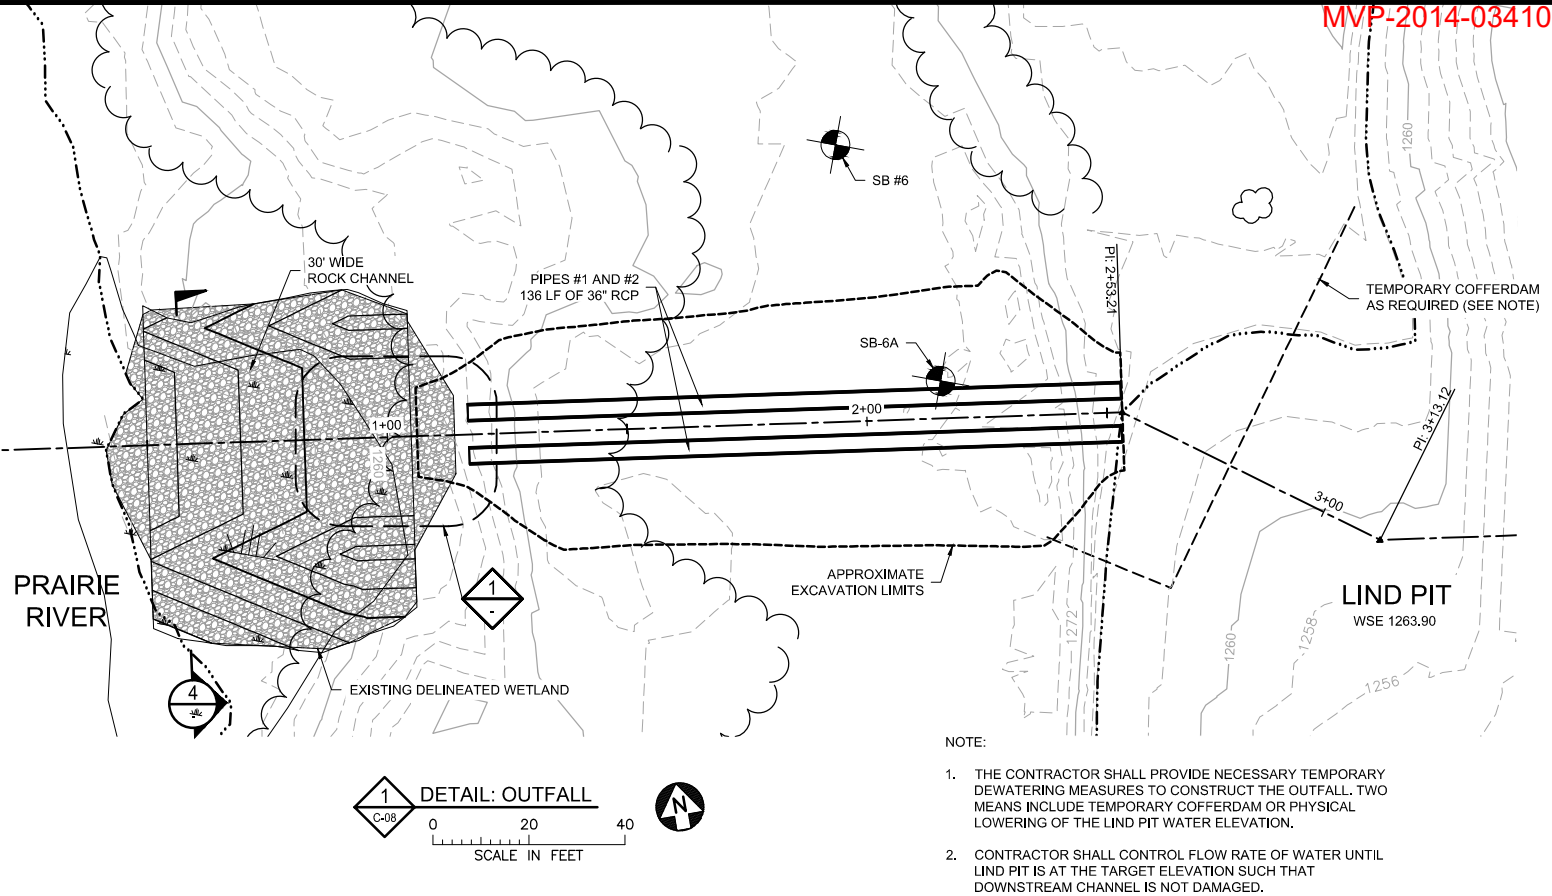 MVP-2014-03410
SB #6
1260
30' WIDE
ROCK CHANNEL
PIPES #1 AND #2
136 LF OF 36" RCP
PI: 2+53.21
TEMPORARY COFFERDAM
AS REQUIRED (SEE NOTE)
SB-6A
2+00
1+00
PI: 3+13.12
3+00
APPROXIMATE
EXCAVATION LIMITS
1
-
PRAIRIE
RIVER
LIND PIT
WSE 1263.90
1272
1260
1258
1256
EXISTING DELINEATED WETLAND
4
NOTE:
1. THE CONTRACTOR SHALL PROVIDE NECESSARY TEMPORARY
DEWATERING MEASURES TO CONSTRUCT THE OUTFALL. TWO
MEANS INCLUDE TEMPORARY COFFERDAM OR PHYSICAL
LOWERING OF THE LIND PIT WATER ELEVATION.
2. CONTRACTOR SHALL CONTROL FLOW RATE OF WATER UNTIL
LIND PIT IS AT THE TARGET ELEVATION SUCH THAT
DOWNSTREAM CHANNEL IS NOT DAMAGED.
1
C-08
DETAIL: OUTFALL
0 20 40
SCALE IN FEET
N